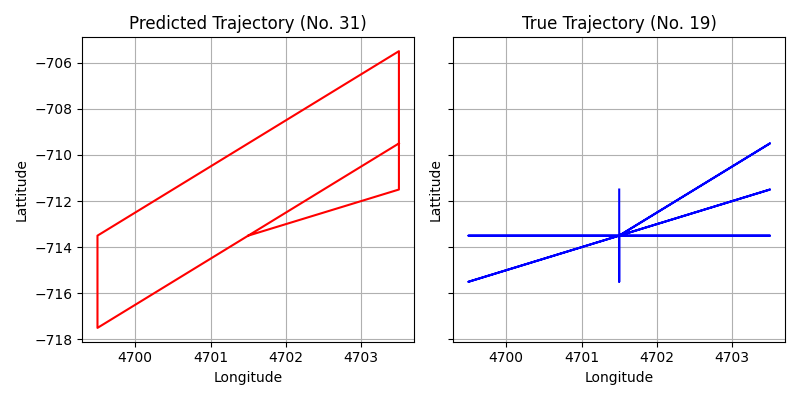 Predicted Trajectory (No. 31)
True Trajectory (No. 19)
−706
−708
−710
−712
−714
−716
−718
Lattitude
Lattitude
4700 4701 4702 4703
4700 4701 4702 4703
Longitude
Longitude